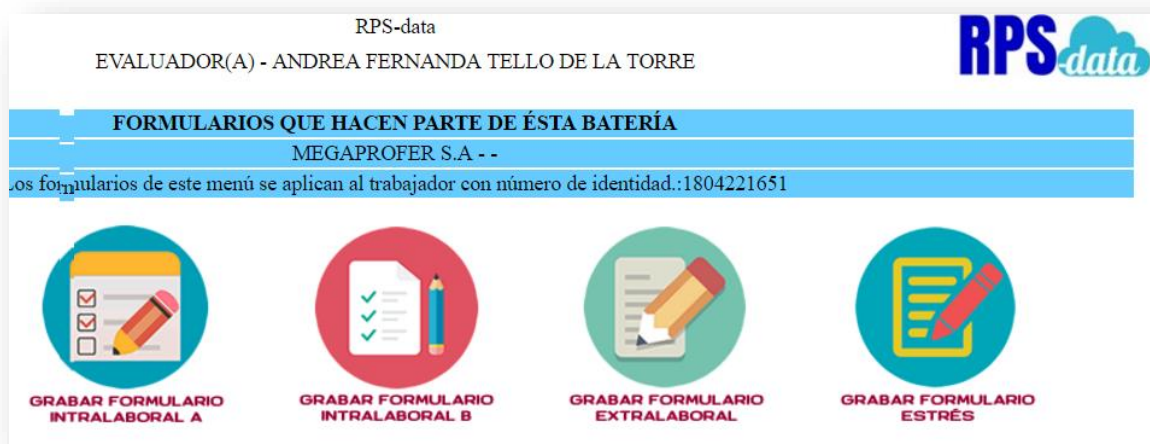 RPS-data
EVALUADOR(A) - ANDREA FERNANDA TELLO DE LA TORRE
RPS-data
FORMULARIOS QUE HACEN PARTE DE ÉSTA BATERÍA
MEGAPROFER S.A - -
Los formularios de este menú se aplican al trabajador con número de identidad.:1804221651
GRABAR FORMULARIO
INTRALABORAL A
GRABAR FORMULARIO
INTRALABORAL B
GRABAR FORMULARIO
EXTRALABORAL
GRABAR FORMULARIO
ESTRÉS